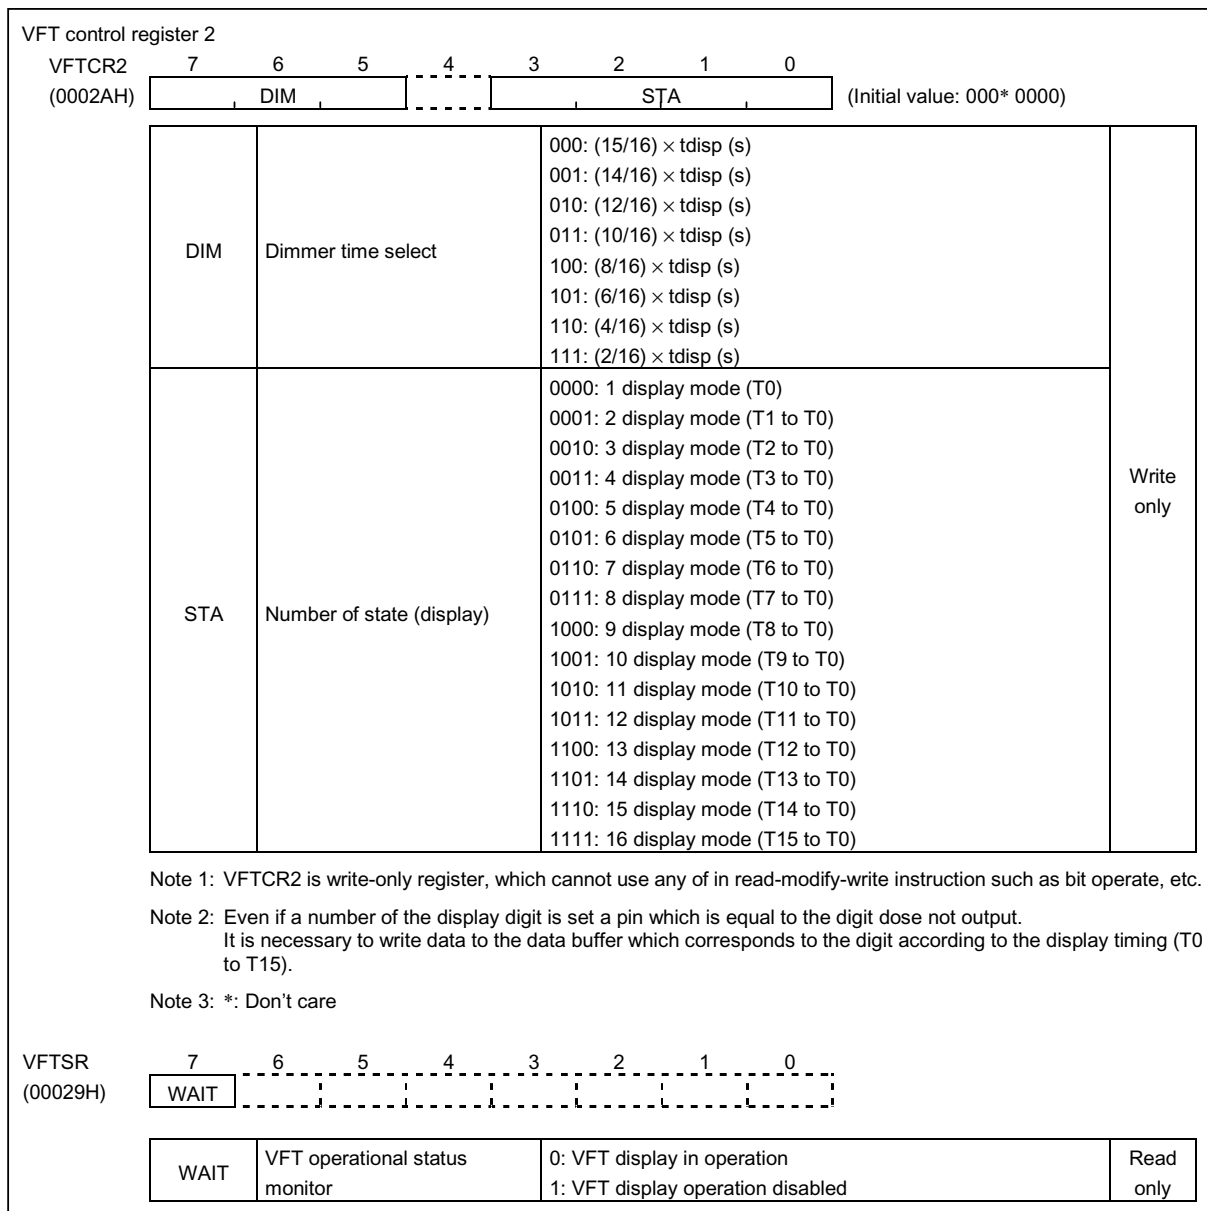 VFT control register 2
VFTCR2 7 6 5 4 3 2 1 0
(0002AH) DIM STA (Initial value: 000* 0000)
000: (15/16) × tdisp (s)
001: (14/16) × tdisp (s)
010: (12/16) × tdisp (s)
011: (10/16) × tdisp (s)
DIM Dimmer time select
100: (8/16) × tdisp (s)
101: (6/16) × tdisp (s)
110: (4/16) × tdisp (s)
111: (2/16) × tdisp (s)
0000: 1 display mode (T0)
0001: 2 display mode (T1 to T0)
0010: 3 display mode (T2 to T0)
0011: 4 display mode (T3 to T0) Write
0100: 5 display mode (T4 to T0) only
0101: 6 display mode (T5 to T0)
0110: 7 display mode (T6 to T0)
STA Number of state (display) 0111: 8 display mode (T7 to T0)
1000: 9 display mode (T8 to T0)
1001: 10 display mode (T9 to T0)
1010: 11 display mode (T10 to T0)
1011: 12 display mode (T11 to T0)
1100: 13 display mode (T12 to T0)
1101: 14 display mode (T13 to T0)
1110: 15 display mode (T14 to T0)
1111: 16 display mode (T15 to T0)
Note 1: VFTCR2 is write-only register, which cannot use any of in read-modify-write instruction such as bit operate, etc.
Note 2: Even if a number of the display digit is set a pin which is equal to the digit dose not output.
It is necessary to write data to the data buffer which corresponds to the digit according to the display timing (T0
to T15).
Note 3: *: Don't care
VFTSR 7 6 5 4 3 2 1 0
(00029H) WAIT
WAIT VFT operational status 0: VFT display in operation Read
monitor 1: VFT display operation disabled only